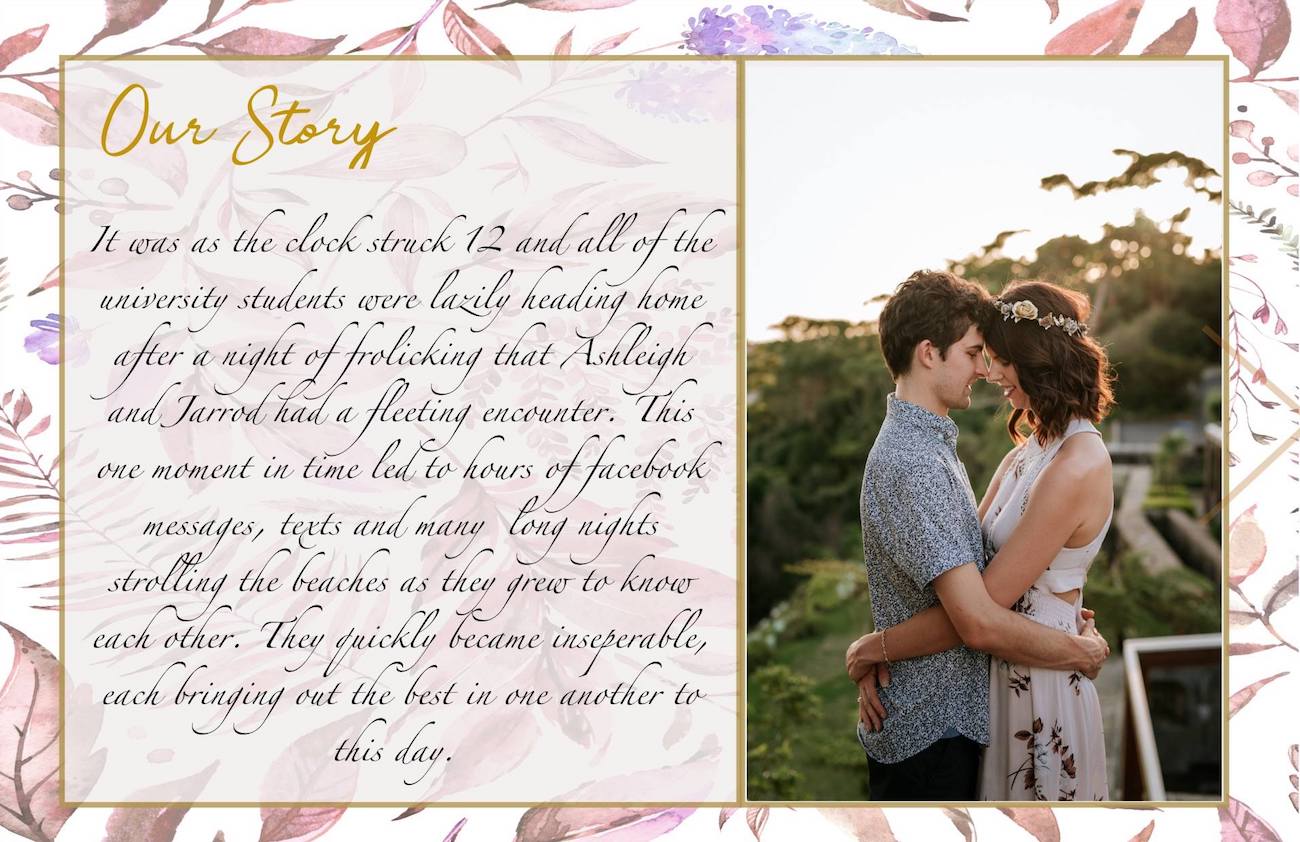 Our Story
It was as the clock struck 12 and all of the
university students were lazily heading home
after a night of frolicking that Ashleigh
and Jarrod had a fleeting encounter. This
one moment in time led to hours of facebook
messages, texts and many long nights
strolling the beaches as they grew to know
each other. They quickly became inseperable,
each bringing out the best in one another to
this day.